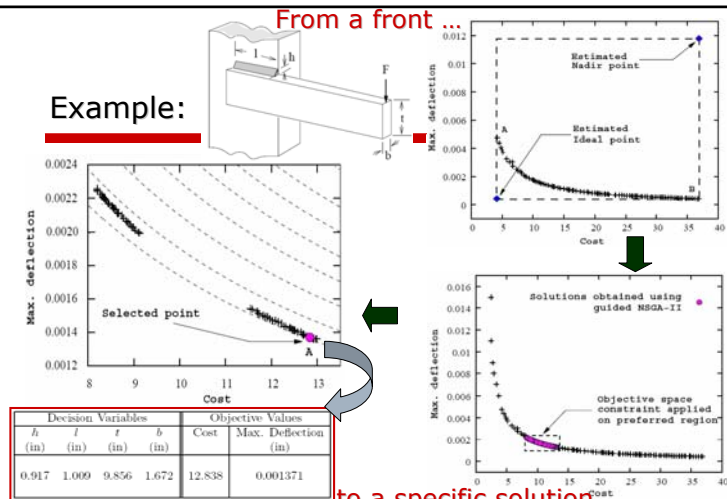 From a front ...
Example:
l
h
F
t
b
0.012
0.01
0.008
0.006
0.004
0.002
0
Max. deflection
Estimated
Nadir point
A
Estimated
Ideal point
B
0 5 10 15 20 25 30 35 40
Cost
0.0024
0.0022
0.0020
0.0018
0.0016
0.0014
0.0012
Max. deflection
Selected point
A
8 9 10 11 12 13
Cost
0.016
0.014
0.012
0.01
0.008
0.006
0.004
0.002
0
Max. deflection
Solutions obtained using
guided NSGA-II
Objective space
constraint applied
on preferred region
0 5 10 15 20 25 30 35 40
Cost
Decision Variables Objective Values
h l t b Cost Max. Deflection
(in) (in) (in) (in) (in)
0.917 1.009 9.856 1.672 12.838 0.001371
to a specific solution